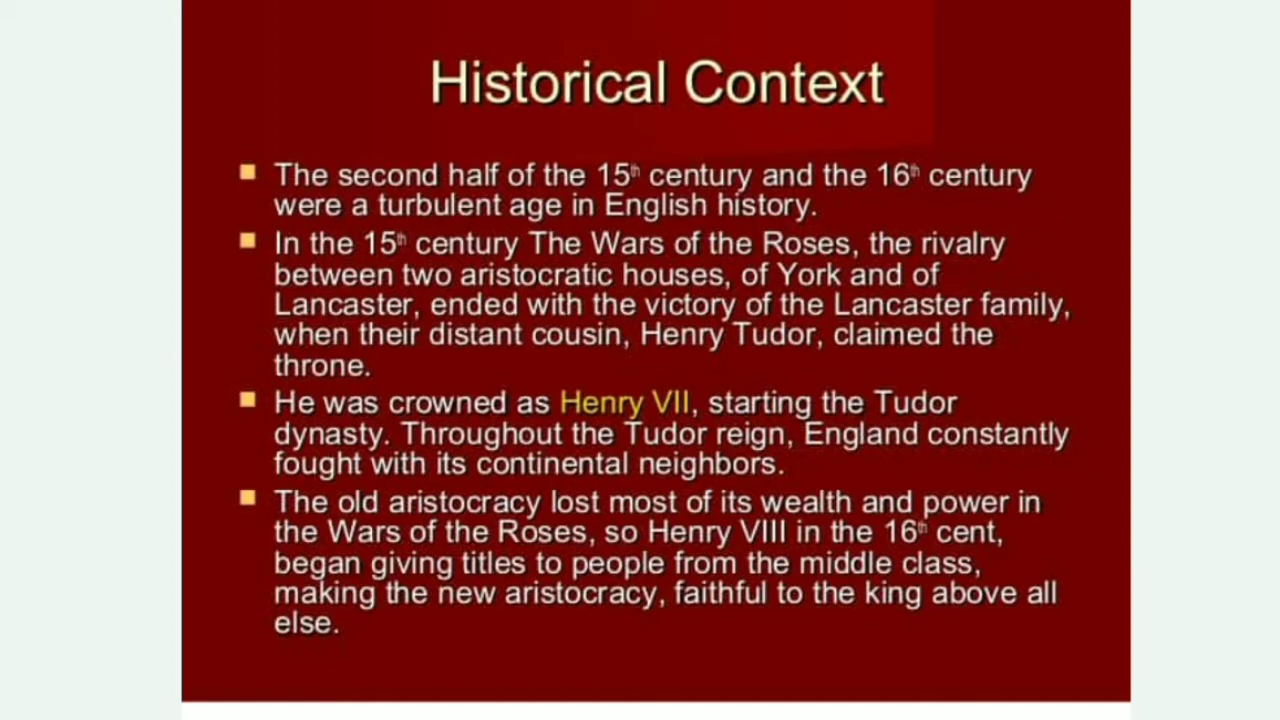 Historical Context
The second half of the 15th century and the 16th century
were a turbulent age in English history.
In the 15th century The Wars of the Roses, the rivalry
between two aristocratic houses, of York and of
Lancaster, ended with the victory of the Lancaster family,
when their distant cousin, Henry Tudor, claimed the
throne.
He was crowned as Henry VII, starting the Tudor
dynasty. Throughout the Tudor reign, England constantly
fought with its continental neighbors.
The old aristocracy lost most of its wealth and power in
the Wars of the Roses, so Henry VIII in the 16th cent,
began giving titles to people from the middle class,
making the new aristocracy, faithful to the king above all
else.